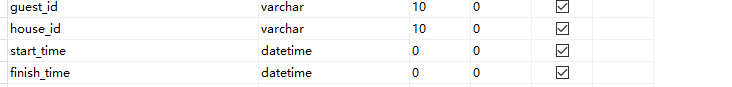 guest_id varchar 10 0
house_id varchar 10 0
start_time datetime 0 0
finish_time datetime 0 0